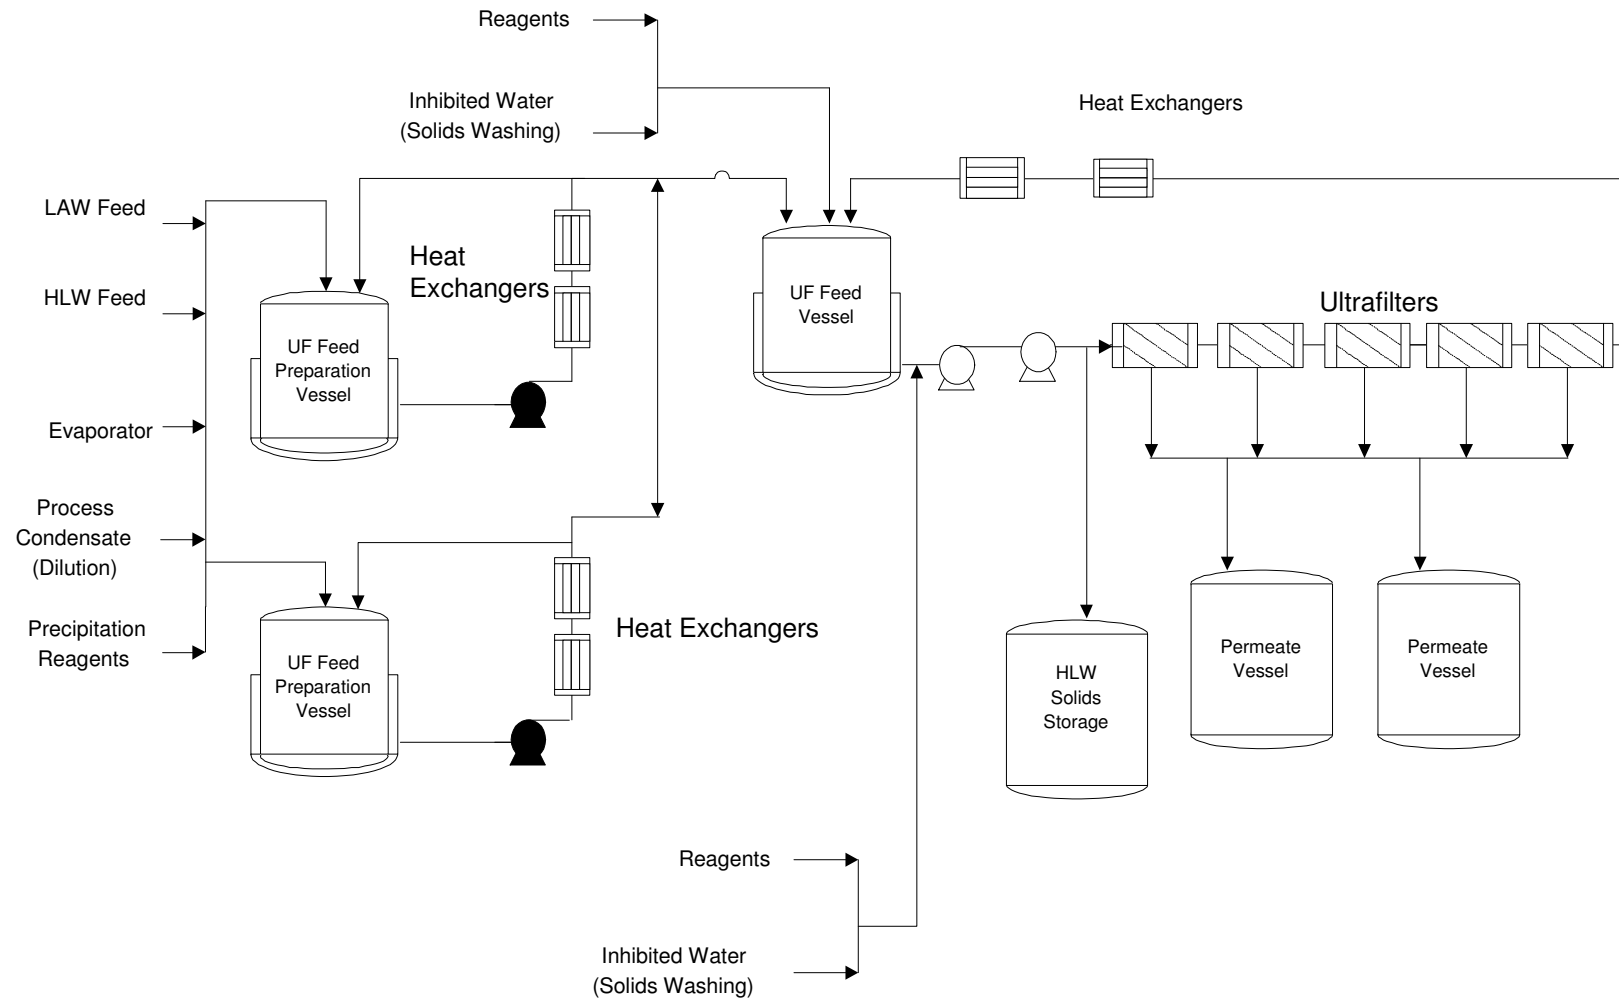 Reagents
Inhibited Water
(Solids Washing)
Heat Exchangers
LAW Feed
HLW Feed
Evaporator
Process
Condensate
(Dilution)
Precipitation
Reagents
UF Feed
Preparation
Vessel
Heat
Exchangers
UF Feed
Vessel
Ultrafilters
UF Feed
Preparation
Vessel
Heat Exchangers
HLW
Solids
Storage
Permeate
Vessel
Permeate
Vessel
Reagents
Inhibited Water
(Solids Washing)